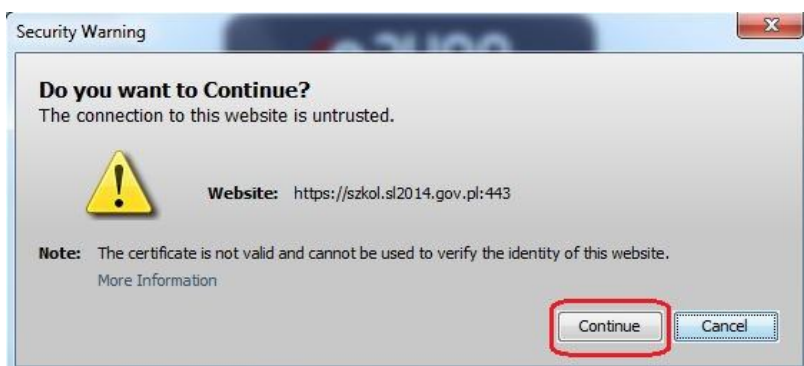 Security Warning
Do you want to Continue?
The connection to this website is untrusted.
Website: https://szkol.sl2014.gov.pl:443
Note: The certificate is not valid and cannot be used to verify the identity of this website.
More Information
Continue Cancel